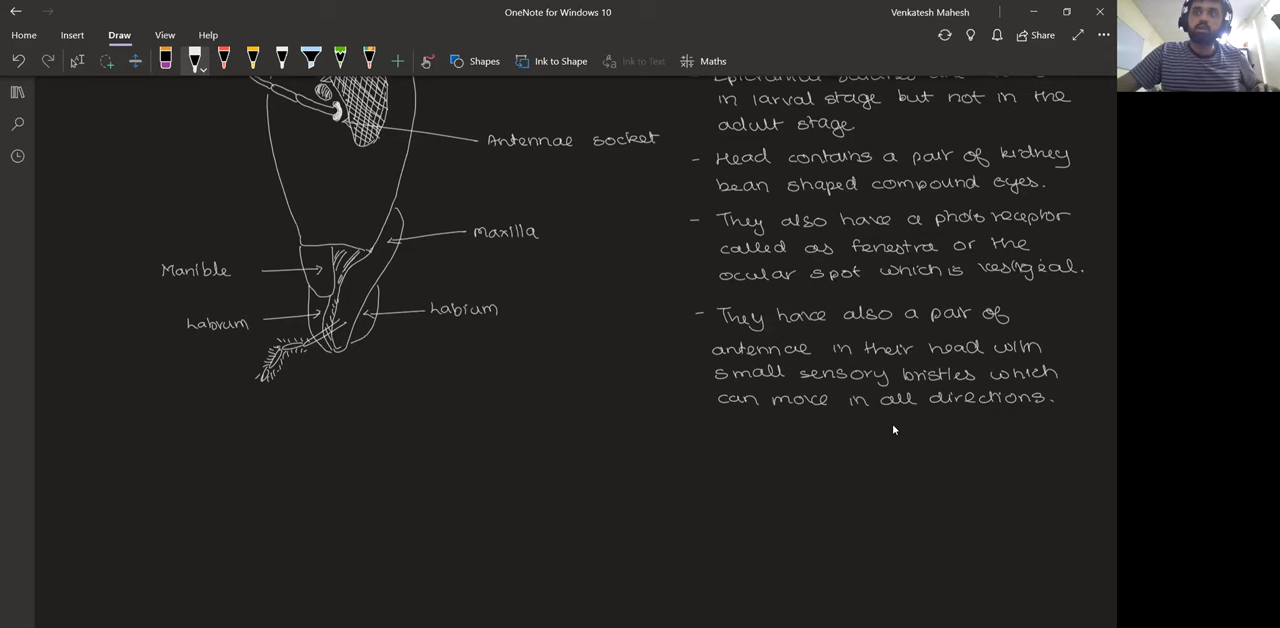 OneNote for Windows 10
Venkatesh Mahesh
Home Insert Draw View Help
Share
Shapes
Ink to Shape
Ink to Text
Maths
in larval stage but not in the
adult stage
- Head contains a pair of kidney
bean shaped compound eyes.
- They also have a photo receptor
called as fenestra or the
ocular spot which is
- They have also a pair of
antennae in their head with
small sensory bristles which
can move in all directions.
Antennae socket
Maxilla
Manible
labrum
labium